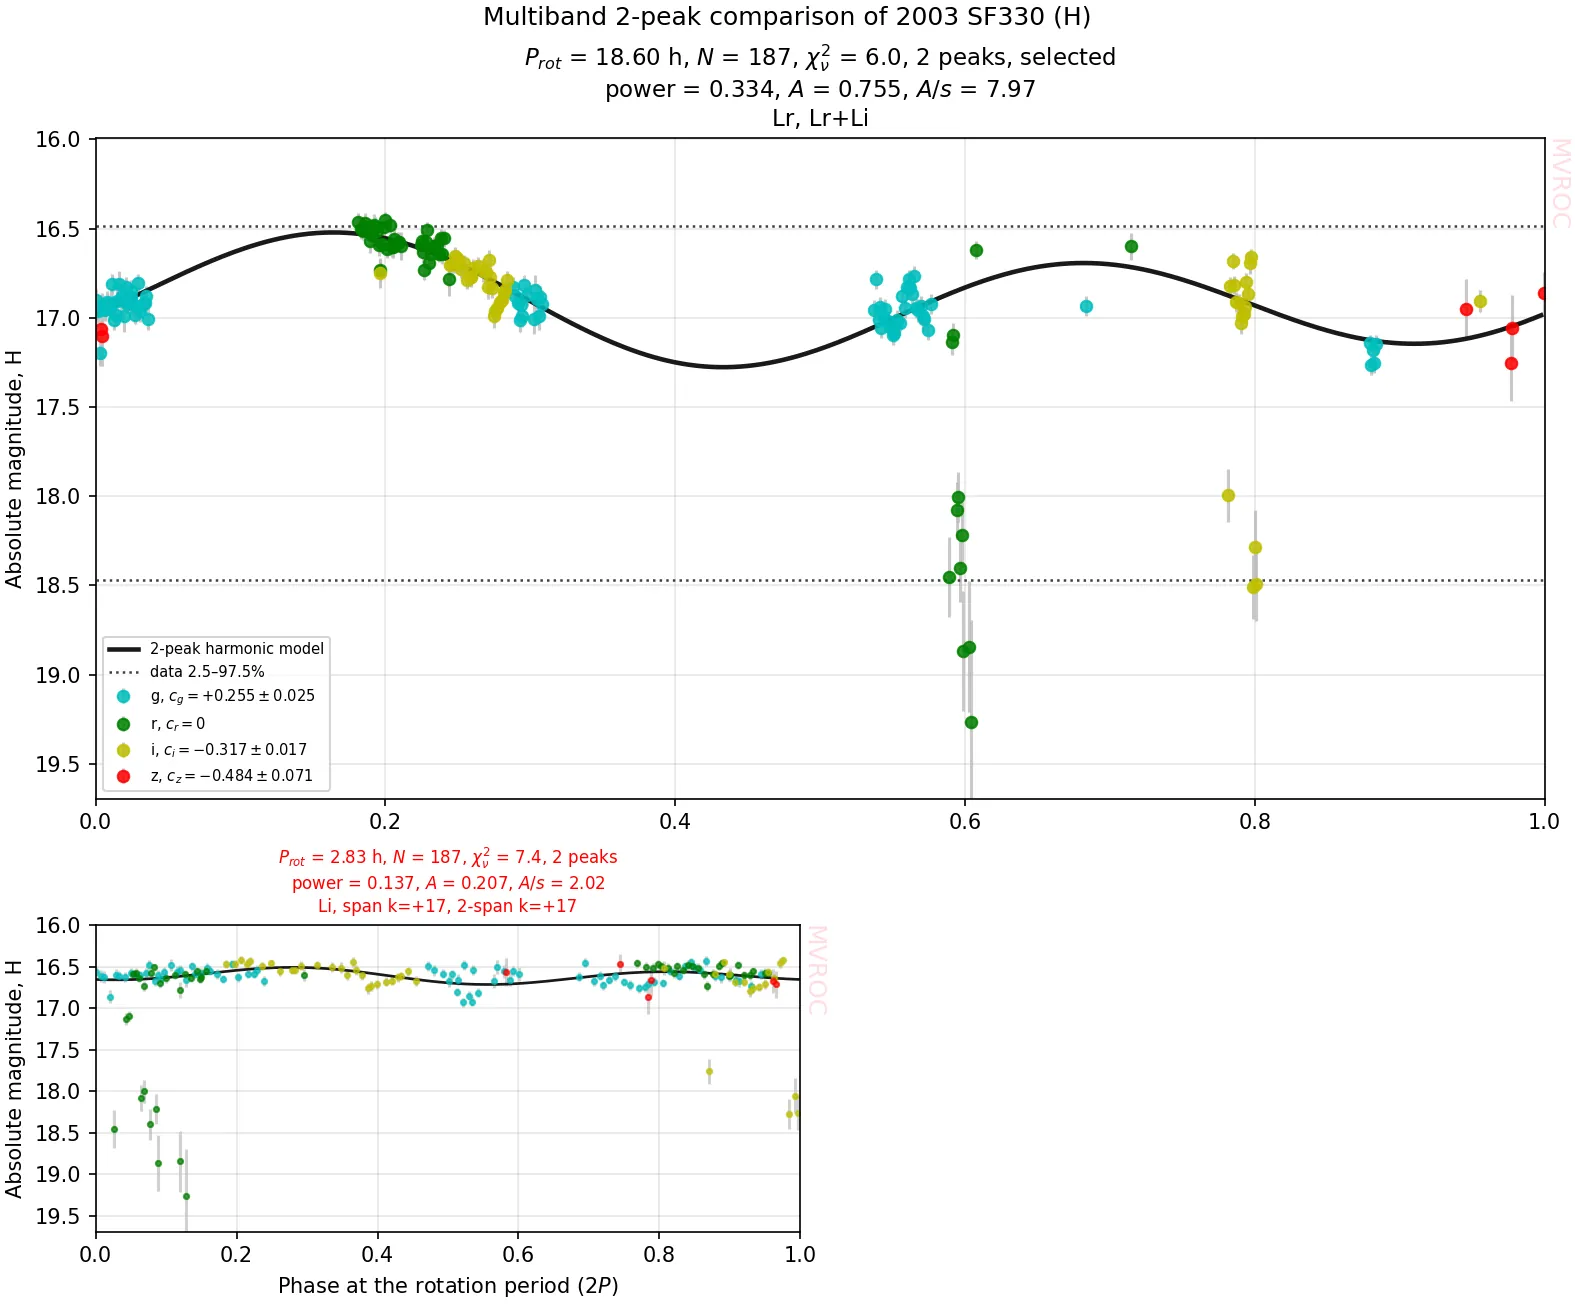 Multiband 2-peak comparison of 2003 SF330 (H)
P_rot = 18.60 h, N = 187, χ²_ν = 6.0, 2 peaks, selected
power = 0.334, A = 0.755, A/s = 7.97
Lr, Lr+Li
16.0
16.5
17.0
17.5
18.0
18.5
19.0
19.5
Absolute magnitude, H
2-peak harmonic model
data 2.5–97.5%
g, c_g = +0.255 ± 0.025
r, c_r = 0
i, c_i = −0.317 ± 0.017
z, c_z = −0.484 ± 0.071
0.0 0.2 0.4 0.6 0.8 1.0
MVROC
P_rot = 2.83 h, N = 187, χ²_ν = 7.4, 2 peaks
power = 0.137, A = 0.207, A/s = 2.02
Li, span k=+17, 2-span k=+17
16.0
16.5
17.0
17.5
18.0
18.5
19.0
19.5
Absolute magnitude, H
0.0 0.2 0.4 0.6 0.8 1.0
Phase at the rotation period (2P)
MVROC